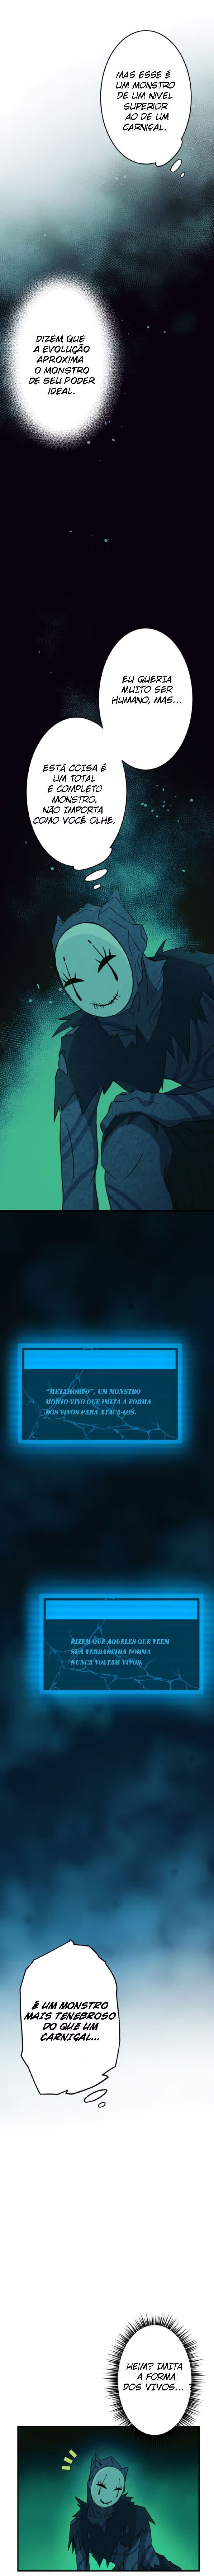 MAS ESSE É
UM MONSTRO
DE UM NÍVEL
SUPERIOR
AO DE UM
CARNIÇAL.
DIZEM QUE
A EVOLUÇÃO
APROXIMA
O MONSTRO
DE SEU PODER
IDEAL.
EU QUERIA
MUITO SER
HUMANO, MAS...
ESTÁ COISA É
UM TOTAL
E COMPLETO
MONSTRO,
NÃO IMPORTA
COMO VOCÊ OLHE.
"METAMORFO", UM MONSTRO
MORTO-VIVO QUE IMIZA A FORMA
DOS VIVOS PARA ATACÁ-LOS.
DIZEM QUE AQUELES QUE VEEM
SUA VERDADEIRA FORMA
NUNCA VOLTAM VIVOS.
É UM MONSTRO
MAIS TENEBROSO
DO QUE UM
CARNIÇAL...
HEIM? IMITA
A FORMA
DOS VIVOS...